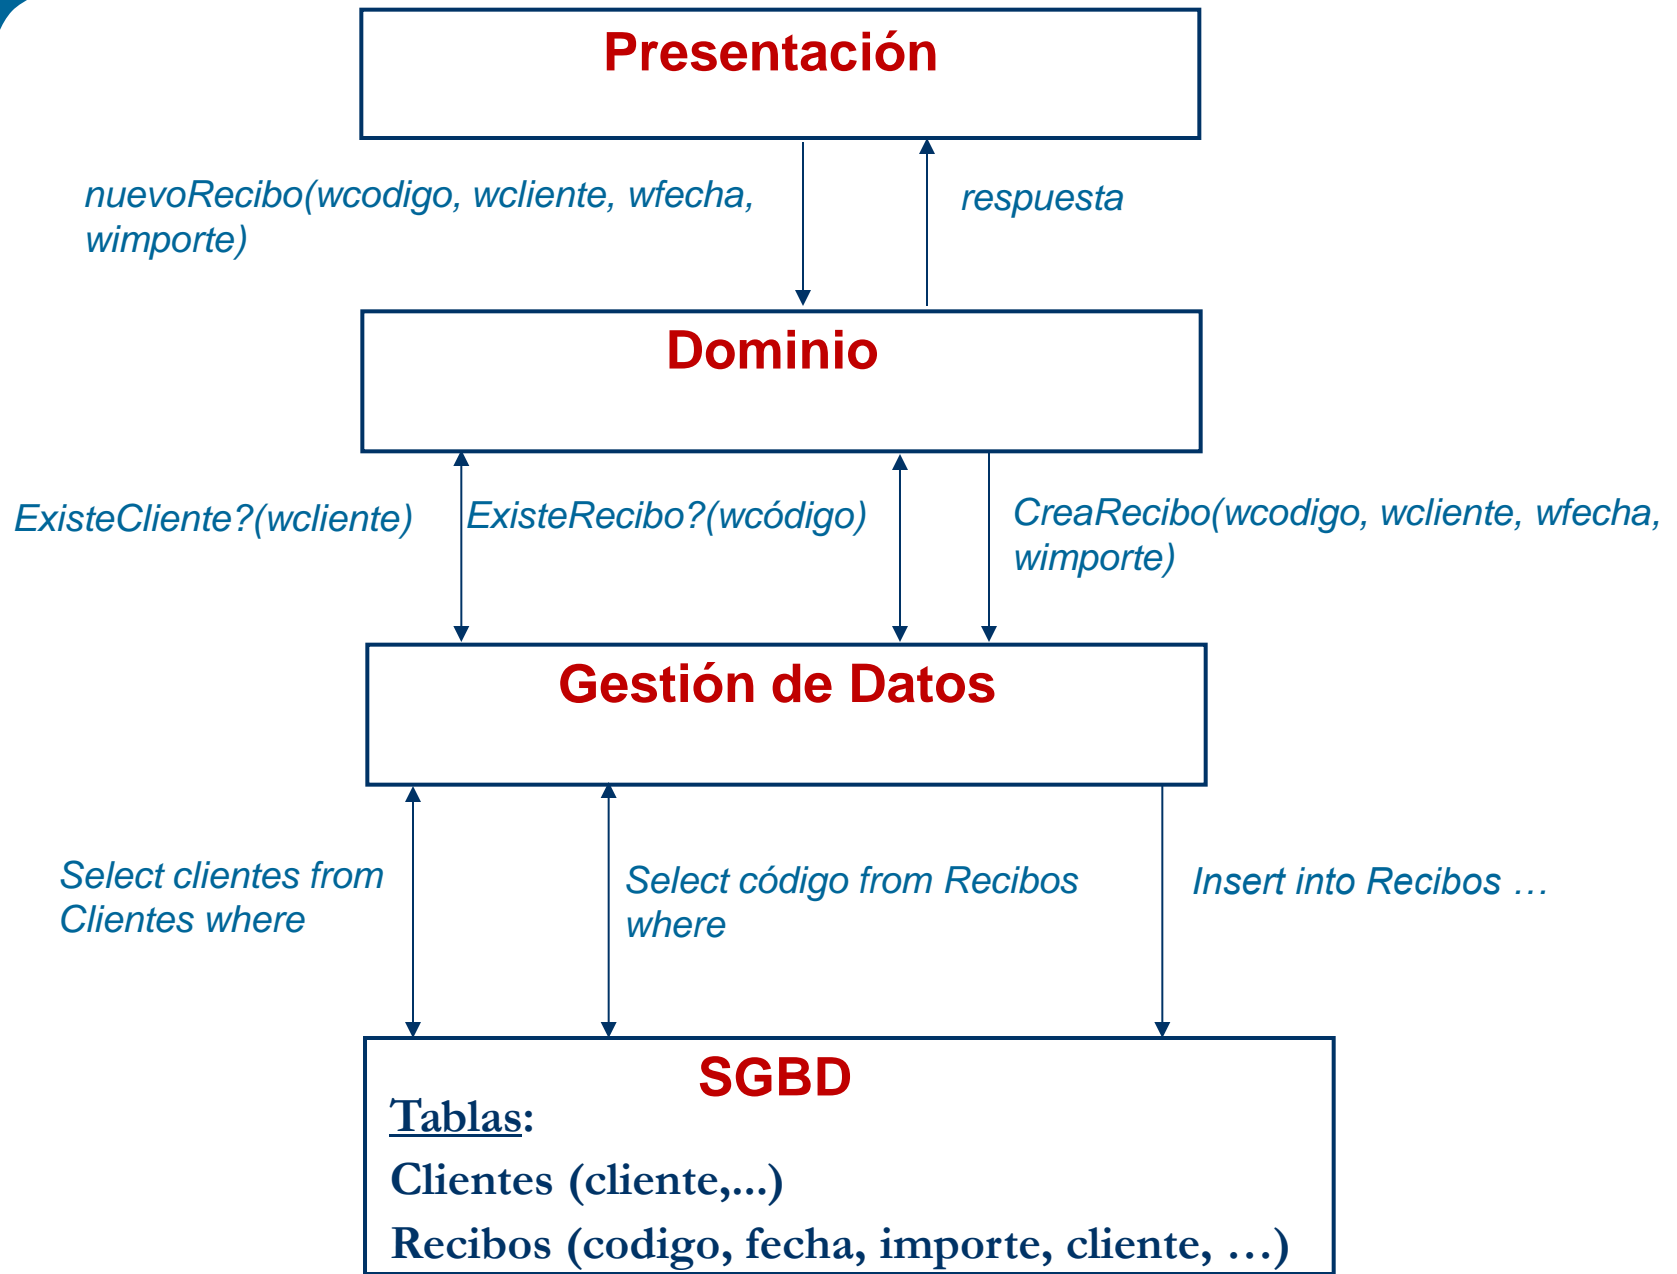 Presentación
nuevoRecibo(wcodigo, wcliente, wfecha,
wimporte)
respuesta
Dominio
ExisteCliente?(wcliente)
ExisteRecibo?(wcódigo)
CreaRecibo(wcodigo, wcliente, wfecha,
wimporte)
Gestión de Datos
Select clientes from
Clientes where
Select código from Recibos
where
Insert into Recibos …
SGBD
Tablas:
Clientes (cliente,...)
Recibos (codigo, fecha, importe, cliente, …)